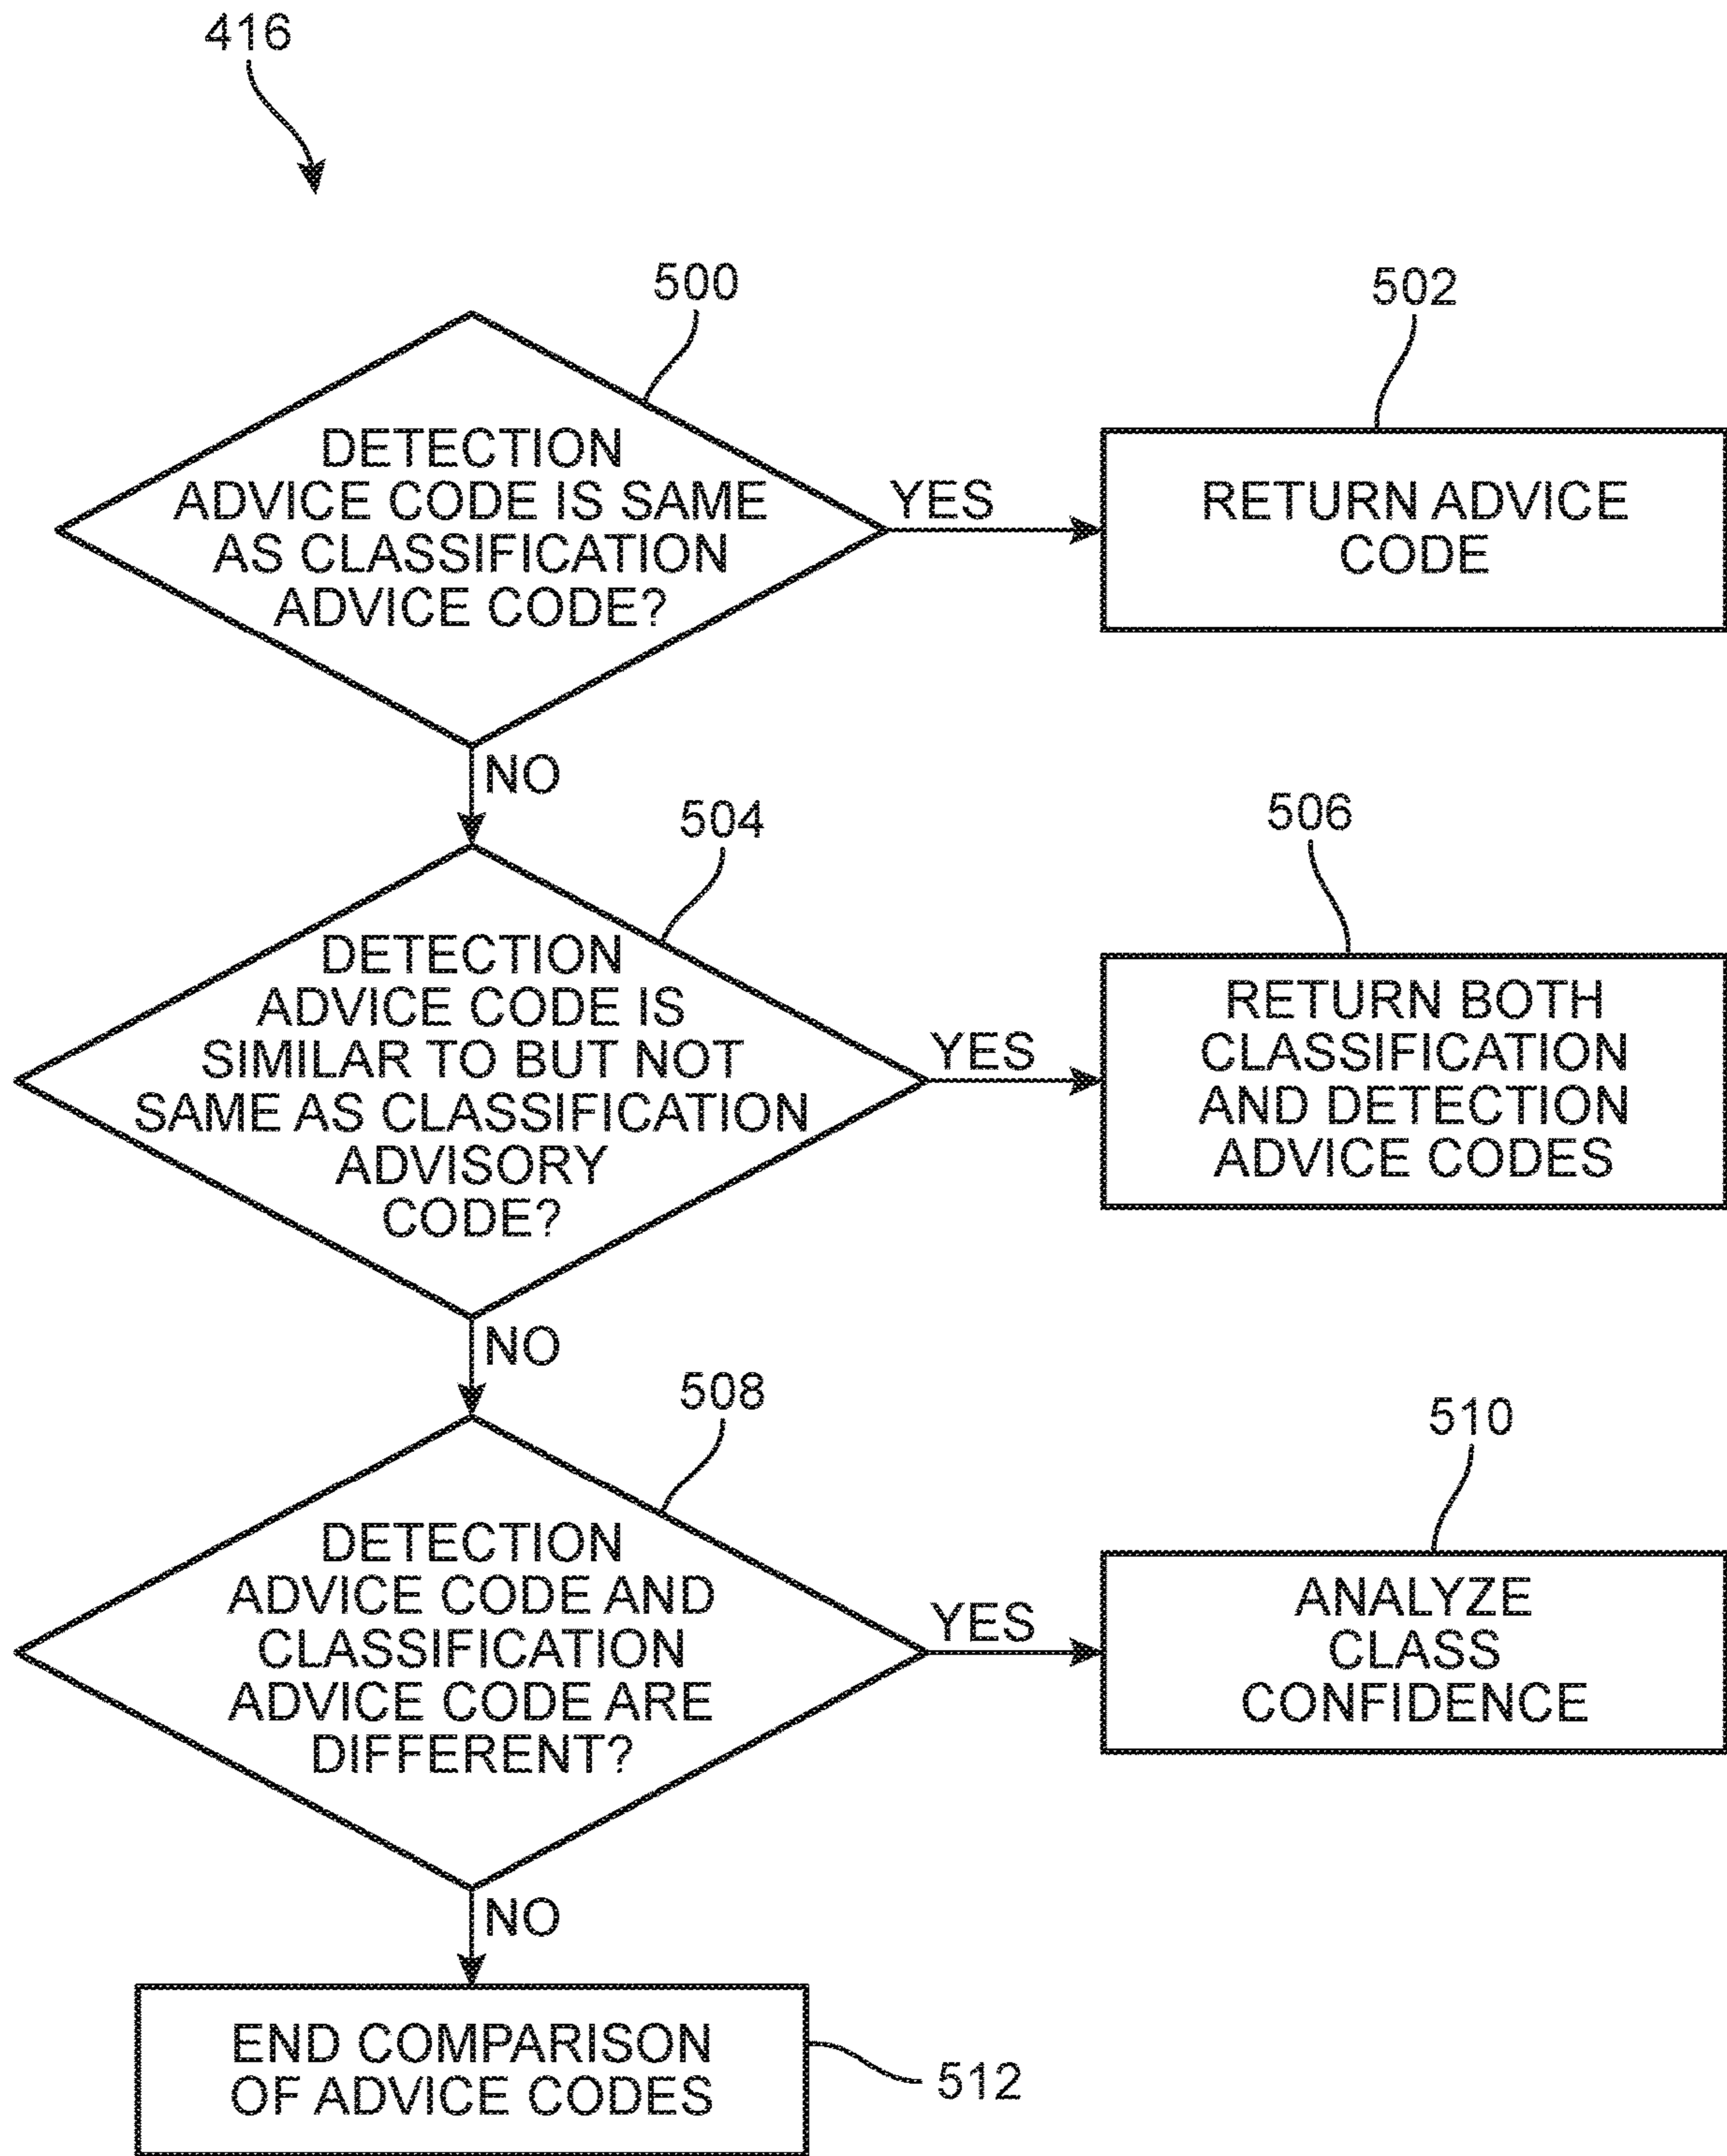 416
500
DETECTION
ADVICE CODE IS SAME
AS CLASSIFICATION
ADVICE CODE?
YES
502
RETURN ADVICE
CODE
NO
504
DETECTION
ADVICE CODE IS
SIMILAR TO BUT NOT
SAME AS CLASSIFICATION
ADVISORY
CODE?
YES
506
RETURN BOTH
CLASSIFICATION
AND DETECTION
ADVICE CODES
NO
508
DETECTION
ADVICE CODE AND
CLASSIFICATION
ADVICE CODE ARE
DIFFERENT?
YES
510
ANALYZE
CLASS
CONFIDENCE
NO
END COMPARISON
OF ADVICE CODES
512